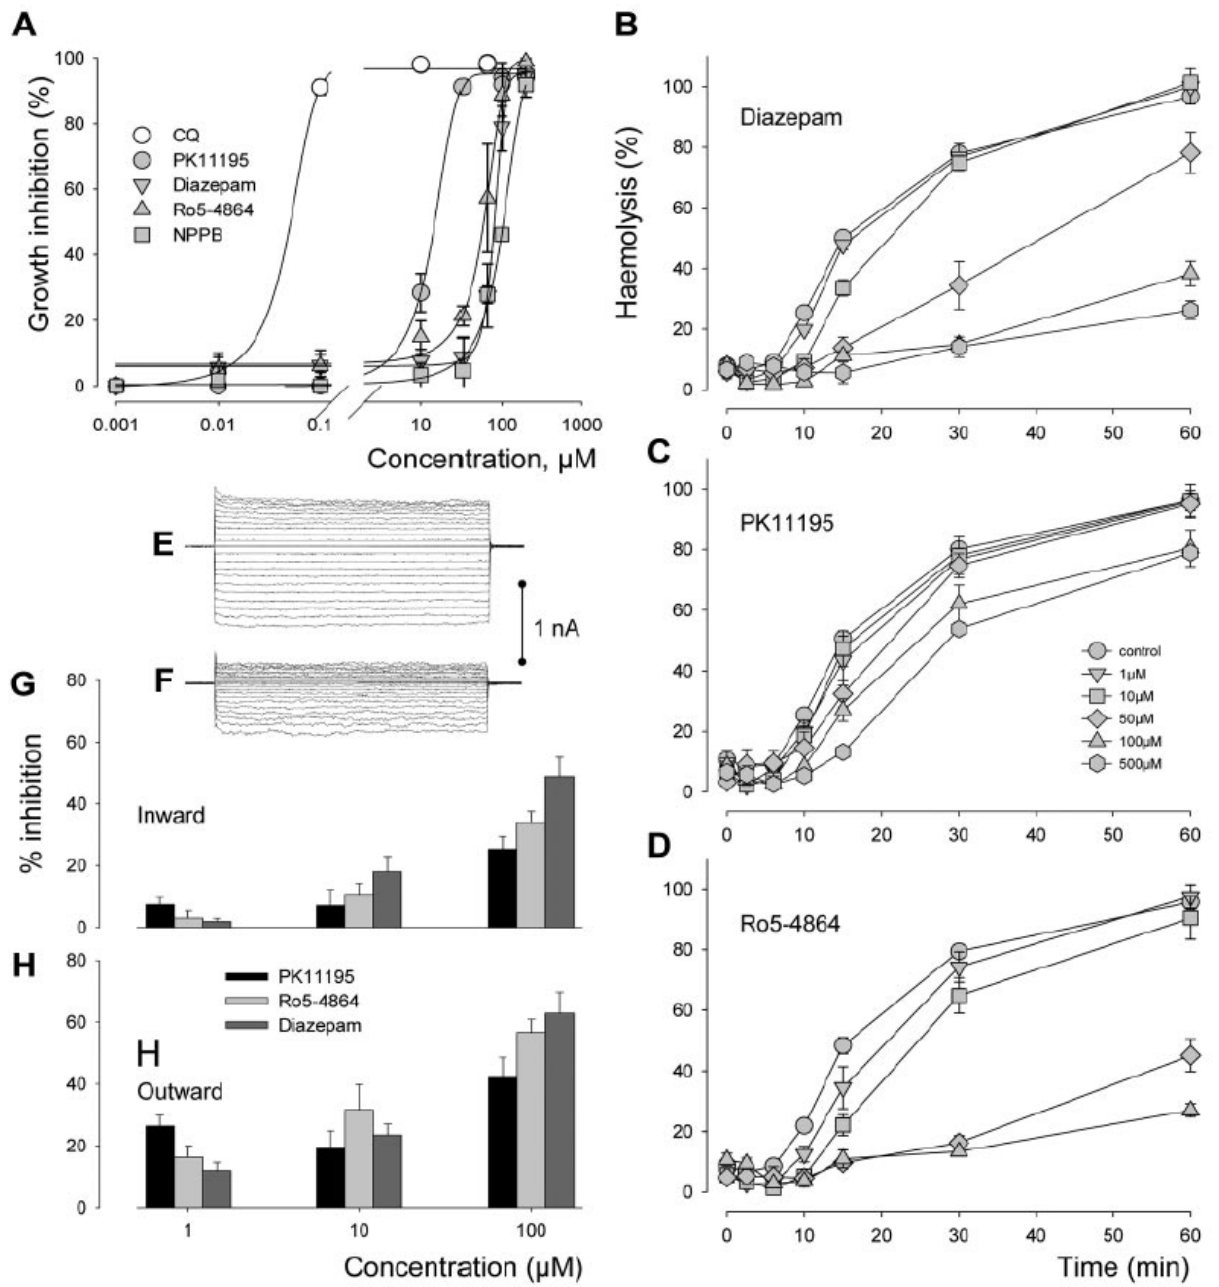 A
Growth inhibition (%)
100
80
60
40
20
0
CQ
PK11195
Diazepam
Ro5-4864
NPPB
0.001
0.01
0.1
10
100
1000
Concentration, µM
B
Haemolysis (%)
Diazepam
100
80
60
40
20
0
0
10
20
30
40
50
60
C
PK11195
100
80
60
40
20
0
control
1µM
10µM
50µM
100µM
500µM
0
10
20
30
40
50
60
D
Ro5-4864
100
80
60
40
20
0
0
10
20
30
40
50
60
Time (min)
E
1 nA
F
G
% inhibition
80
60
40
20
0
Inward
H
80
60
40
20
0
PK11195
Ro5-4864
Diazepam
H
Outward
1
10
100
Concentration (µM)